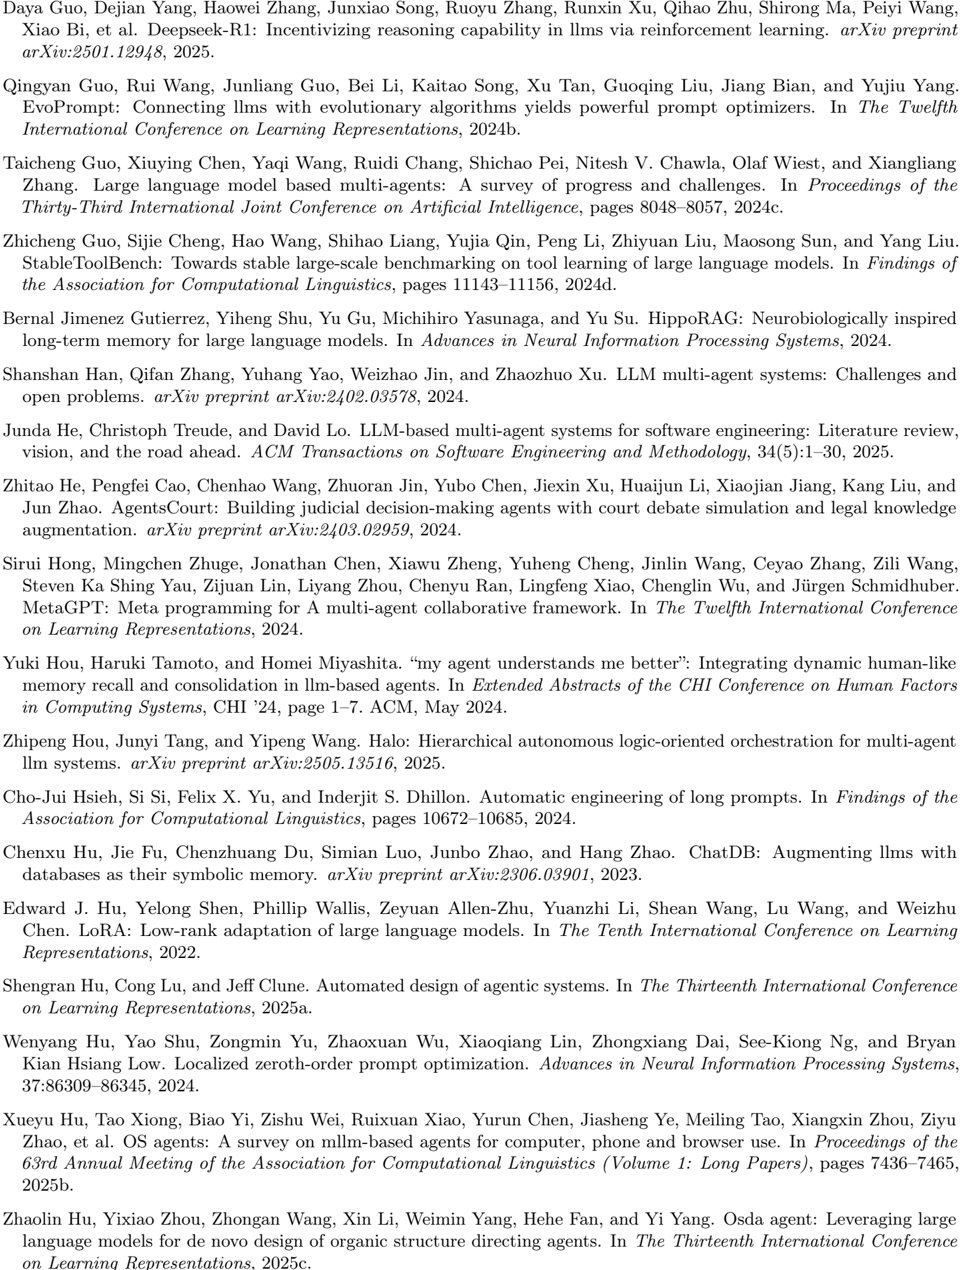 Daya Guo, Dejian Yang, Haowei Zhang, Junxiao Song, Ruoyu Zhang, Runxin Xu, Qihao Zhu, Shirong Ma, Peiyi Wang,
Xiao Bi, et al. Deepseek-R1: Incentivizing reasoning capability in llms via reinforcement learning. arXiv preprint
arXiv:2501.12948, 2025.
Qingyan Guo, Rui Wang, Junliang Guo, Bei Li, Kaitao Song, Xu Tan, Guoqing Liu, Jiang Bian, and Yujiu Yang.
EvoPrompt: Connecting llms with evolutionary algorithms yields powerful prompt optimizers. In The Twelfth
International Conference on Learning Representations, 2024b.
Taicheng Guo, Xiuying Chen, Yaqi Wang, Ruidi Chang, Shichao Pei, Nitesh V. Chawla, Olaf Wiest, and Xiangliang
Zhang. Large language model based multi-agents: A survey of progress and challenges. In Proceedings of the
Thirty-Third International Joint Conference on Artificial Intelligence, pages 8048–8057, 2024c.
Zhicheng Guo, Sijie Cheng, Hao Wang, Shihao Liang, Yujia Qin, Peng Li, Zhiyuan Liu, Maosong Sun, and Yang Liu.
StableToolBench: Towards stable large-scale benchmarking on tool learning of large language models. In Findings of
the Association for Computational Linguistics, pages 11143–11156, 2024d.
Bernal Jimenez Gutierrez, Yiheng Shu, Yu Gu, Michihiro Yasunaga, and Yu Su. HippoRAG: Neurobiologically inspired
long-term memory for large language models. In Advances in Neural Information Processing Systems, 2024.
Shanshan Han, Qifan Zhang, Yuhang Yao, Weizhao Jin, and Zhaozhuo Xu. LLM multi-agent systems: Challenges and
open problems. arXiv preprint arXiv:2402.03578, 2024.
Junda He, Christoph Treude, and David Lo. LLM-based multi-agent systems for software engineering: Literature review,
vision, and the road ahead. ACM Transactions on Software Engineering and Methodology, 34(5):1–30, 2025.
Zhitao He, Pengfei Cao, Chenhao Wang, Zhuoran Jin, Yubo Chen, Jiexin Xu, Huaijun Li, Xiaojian Jiang, Kang Liu, and
Jun Zhao. AgentsCourt: Building judicial decision-making agents with court debate simulation and legal knowledge
augmentation. arXiv preprint arXiv:2403.02959, 2024.
Sirui Hong, Mingchen Zhuge, Jonathan Chen, Xiawu Zheng, Yuheng Cheng, Jinlin Wang, Ceyao Zhang, Zili Wang,
Steven Ka Shing Yau, Zijuan Lin, Liyang Zhou, Chenyu Ran, Lingfeng Xiao, Chenglin Wu, and Jürgen Schmidhuber.
MetaGPT: Meta programming for A multi-agent collaborative framework. In The Twelfth International Conference
on Learning Representations, 2024.
Yuki Hou, Haruki Tamoto, and Homei Miyashita. “my agent understands me better”: Integrating dynamic human-like
memory recall and consolidation in llm-based agents. In Extended Abstracts of the CHI Conference on Human Factors
in Computing Systems, CHI ’24, page 1–7. ACM, May 2024.
Zhipeng Hou, Junyi Tang, and Yipeng Wang. Halo: Hierarchical autonomous logic-oriented orchestration for multi-agent
llm systems. arXiv preprint arXiv:2505.13516, 2025.
Cho-Jui Hsieh, Si Si, Felix X. Yu, and Inderjit S. Dhillon. Automatic engineering of long prompts. In Findings of the
Association for Computational Linguistics, pages 10672–10685, 2024.
Chenxu Hu, Jie Fu, Chenzhuang Du, Simian Luo, Junbo Zhao, and Hang Zhao. ChatDB: Augmenting llms with
databases as their symbolic memory. arXiv preprint arXiv:2306.03901, 2023.
Edward J. Hu, Yelong Shen, Phillip Wallis, Zeyuan Allen-Zhu, Yuanzhi Li, Shean Wang, Lu Wang, and Weizhu
Chen. LoRA: Low-rank adaptation of large language models. In The Tenth International Conference on Learning
Representations, 2022.
Shengran Hu, Cong Lu, and Jeff Clune. Automated design of agentic systems. In The Thirteenth International Conference
on Learning Representations, 2025a.
Wenyang Hu, Yao Shu, Zongmin Yu, Zhaoxuan Wu, Xiaoqiang Lin, Zhongxiang Dai, See-Kiong Ng, and Bryan
Kian Hsiang Low. Localized zeroth-order prompt optimization. Advances in Neural Information Processing Systems,
37:86309–86345, 2024.
Xueyu Hu, Tao Xiong, Biao Yi, Zishu Wei, Ruixuan Xiao, Yurun Chen, Jiasheng Ye, Meiling Tao, Xiangxin Zhou, Ziyu
Zhao, et al. OS agents: A survey on mllm-based agents for computer, phone and browser use. In Proceedings of the
63rd Annual Meeting of the Association for Computational Linguistics (Volume 1: Long Papers), pages 7436–7465,
2025b.
Zhaolin Hu, Yixiao Zhou, Zhongan Wang, Xin Li, Weimin Yang, Hehe Fan, and Yi Yang. Osda agent: Leveraging large
language models for de novo design of organic structure directing agents. In The Thirteenth International Conference
on Learning Representations, 2025c.